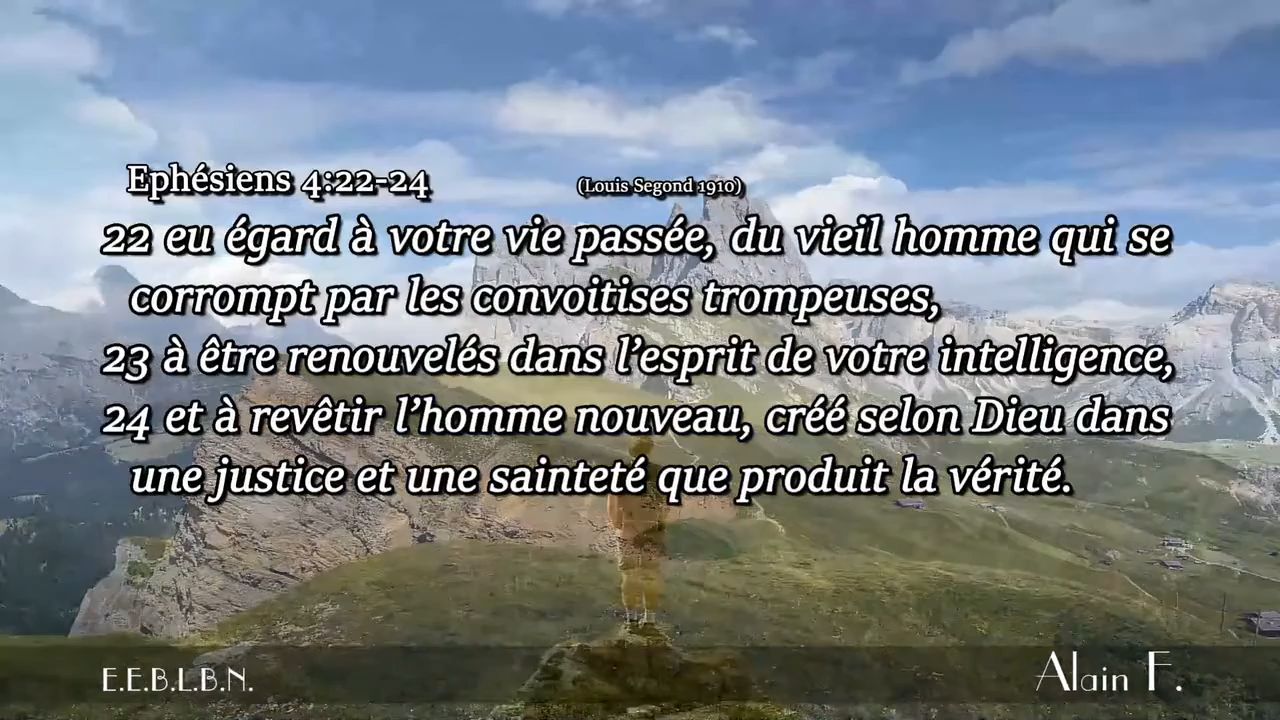 Ephésiens 4:22-24 (Louis Segond 1910)
22 eu égard à votre vie passée, du vieil homme qui se
corrompt par les convoitises trompeuses,
23 à être renouvelés dans l’esprit de votre intelligence,
24 et à revêtir l’homme nouveau, créé selon Dieu dans
une justice et une sainteté que produit la vérité.
E.E.B.L.B.N. Alain F.